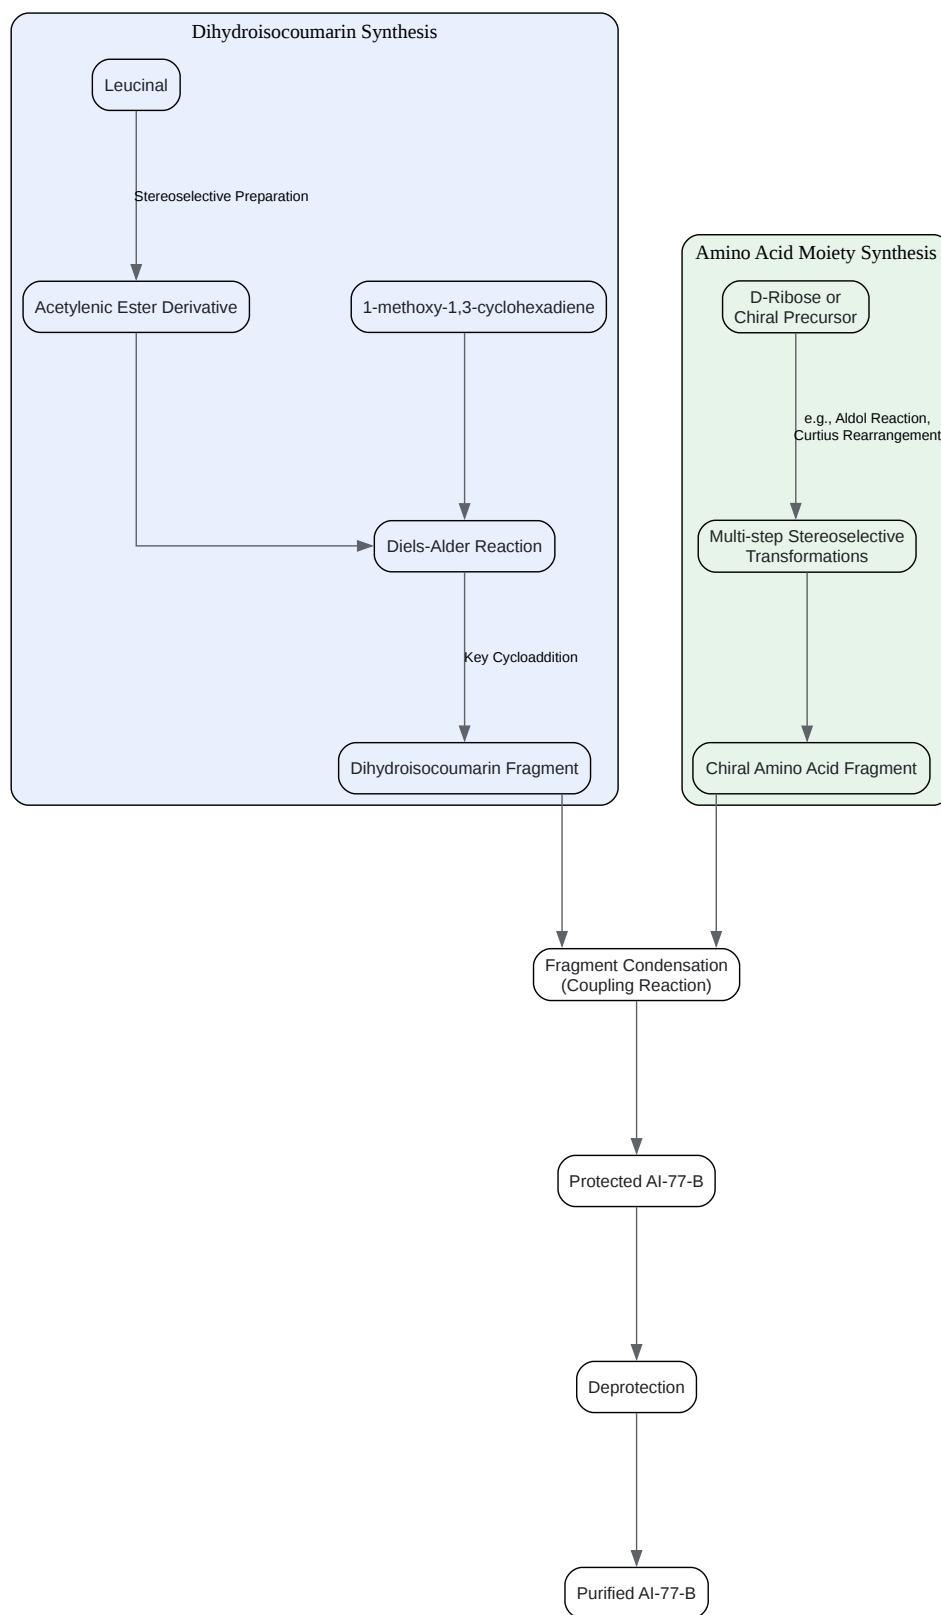 Dihydroisocoumarin Synthesis
Leucinal
Stereoselective Preparation
Acetylenic Ester Derivative
1-methoxy-1,3-cyclohexadiene
Diels-Alder Reaction
Key Cycloaddition
Dihydroisocoumarin Fragment
Amino Acid Moiety Synthesis
D-Ribose or
Chiral Precursor
e.g., Aldol Reaction,
Curtius Rearrangement
Multi-step Stereoselective
Transformations
Chiral Amino Acid Fragment
Fragment Condensation
(Coupling Reaction)
Protected AI-77-B
Deprotection
Purified AI-77-B